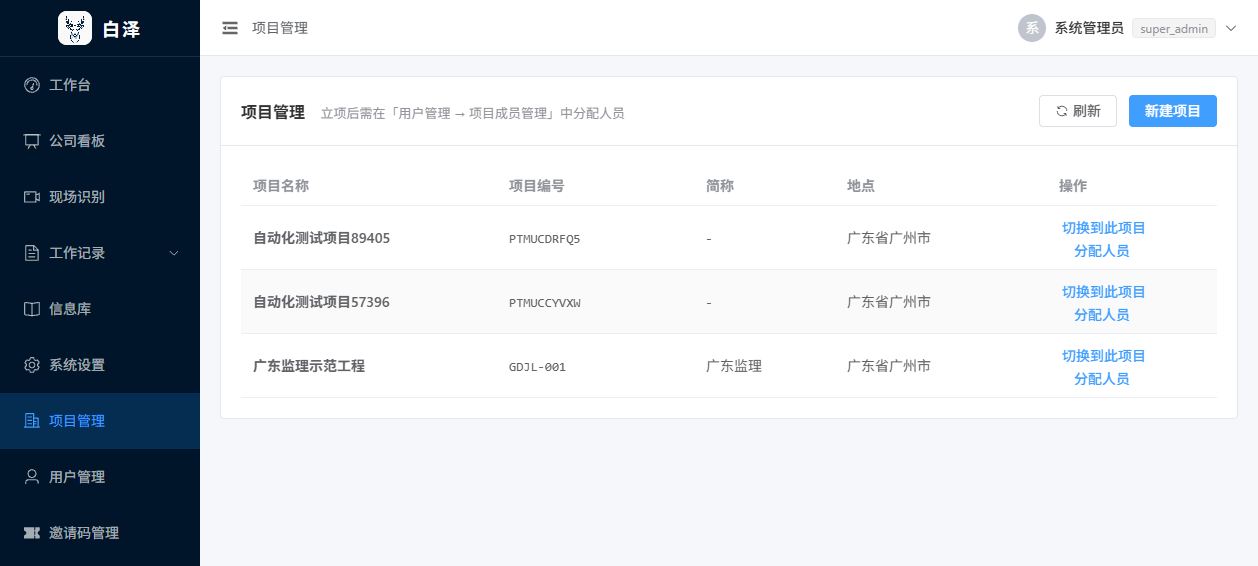 白泽
项目管理
系
系统管理员
super_admin
工作台
公司看板
现场识别
工作记录
信息库
系统设置
项目管理
用户管理
邀请码管理
项目管理 立项后需在「用户管理 → 项目成员管理」中分配人员
刷新
新建项目
项目名称 项目编号 简称 地点 操作
自动化测试项目89405 PTMUCDRFQ5 - 广东省广州市 切换到此项目
分配人员
自动化测试项目57396 PTMUCCYVXW - 广东省广州市 切换到此项目
分配人员
广东监理示范工程 GDJL-001 广东监理 广东省广州市 切换到此项目
分配人员